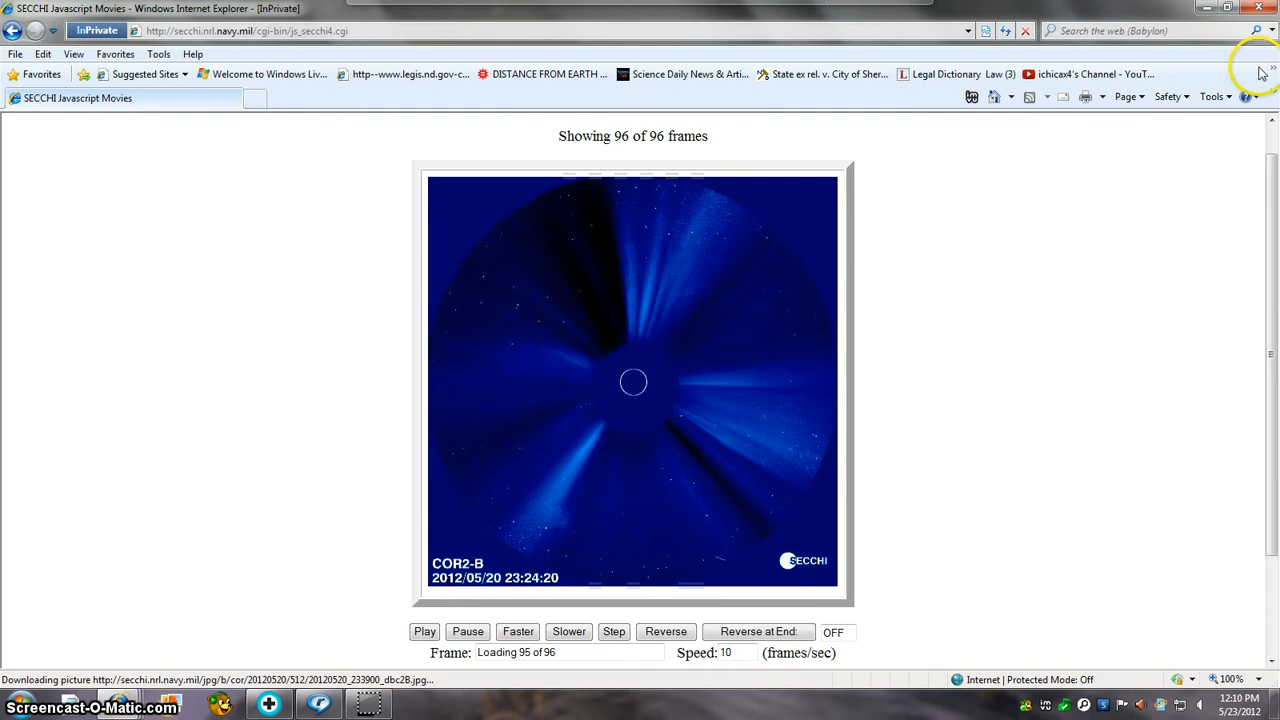 SECCHI Javascript Movies - Windows Internet Explorer - [InPrivate]
InPrivate http://secchi.nrl.navy.mil/cgi-bin/js_secchi4.cgi Search the web (Babylon)
File Edit View Favorites Tools Help
Favorites Suggested Sites Welcome to Windows Liv... http--www.legis.nd.gov-c... DISTANCE FROM EARTH ... Science Daily News & Arti... State ex rel. v. City of Sher... Legal Dictionary Law (3) ichicax4's Channel - YouT...
SECCHI Javascript Movies Page Safety Tools
Showing 96 of 96 frames
COR2-B
SECCHI
2012/05/20 23:24:20
Play Pause Faster Slower Step Reverse Reverse at End: OFF
Frame: Loading 95 of 96 Speed: 10 (frames/sec)
Downloading picture http://secchi.nrl.navy.mil/jpg/b/cor/20120520/512/20120520_233900_dbc2B.jpg... Internet | Protected Mode: Off 100%
Screencast-O-Matic.com 12:10 PM
5/23/2012